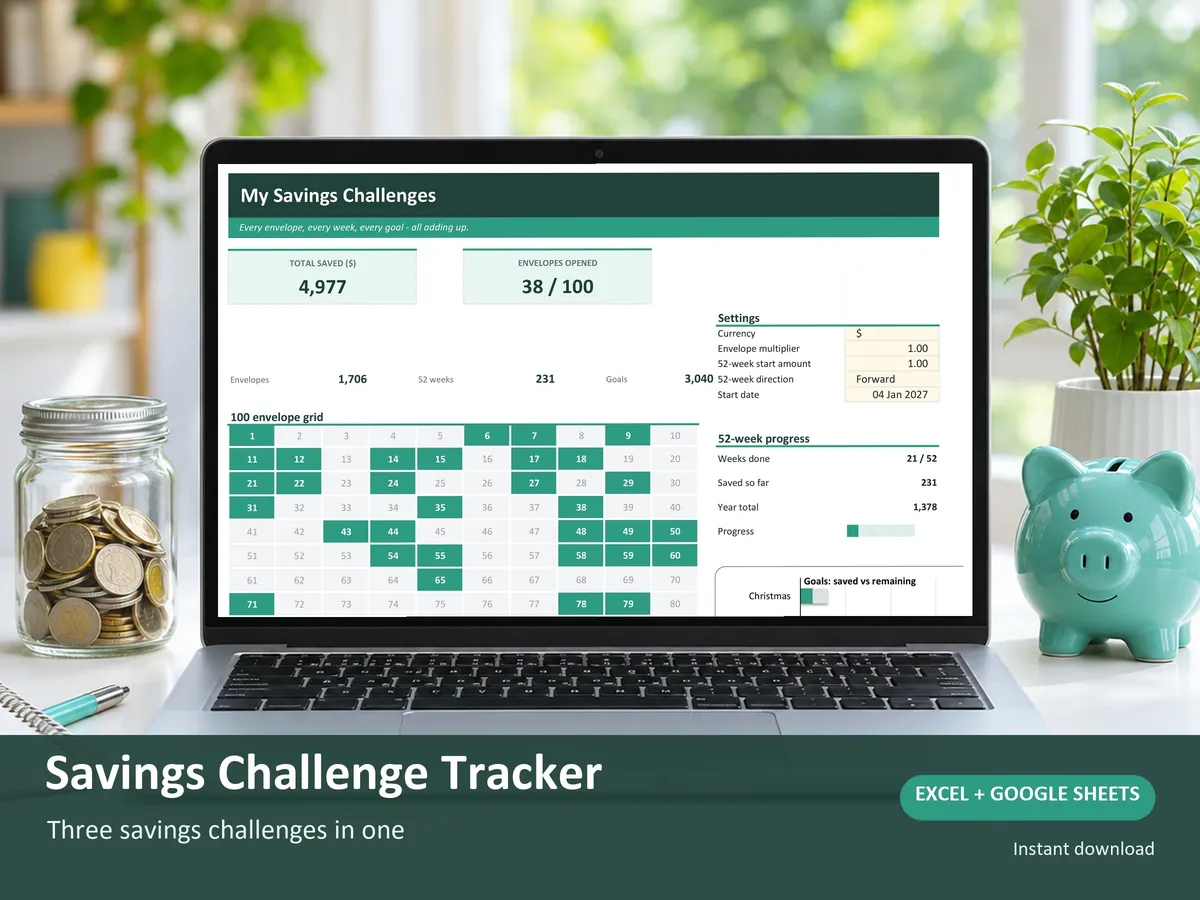 My Savings Challenges
Every envelope, every week, every goal - all adding up.
TOTAL SAVED ($)
4,977
ENVELOPES OPENED
38 / 100
Envelopes 1,706 52 weeks 231 Goals 3,040
Settings
Currency $
Envelope multiplier 1.00
52-week start amount 1.00
52-week direction Forward
Start date 04 Jan 2027
100 envelope grid
1 2 3 4 5 6 7 8 9 10
11 12 13 14 15 16 17 18 19 20
21 22 23 24 25 26 27 28 29 30
31 32 33 34 35 36 37 38 39 40
41 42 43 44 45 46 47 48 49 50
51 52 53 54 55 56 57 58 59 60
61 62 63 64 65 66 67 68 69 70
71 72 73 74 75 76 77 78 79 80
52-week progress
Weeks done 21 / 52
Saved so far 231
Year total 1,378
Progress
Goals: saved vs remaining
Christmas
Savings Challenge Tracker
Three savings challenges in one
EXCEL + GOOGLE SHEETS
Instant download